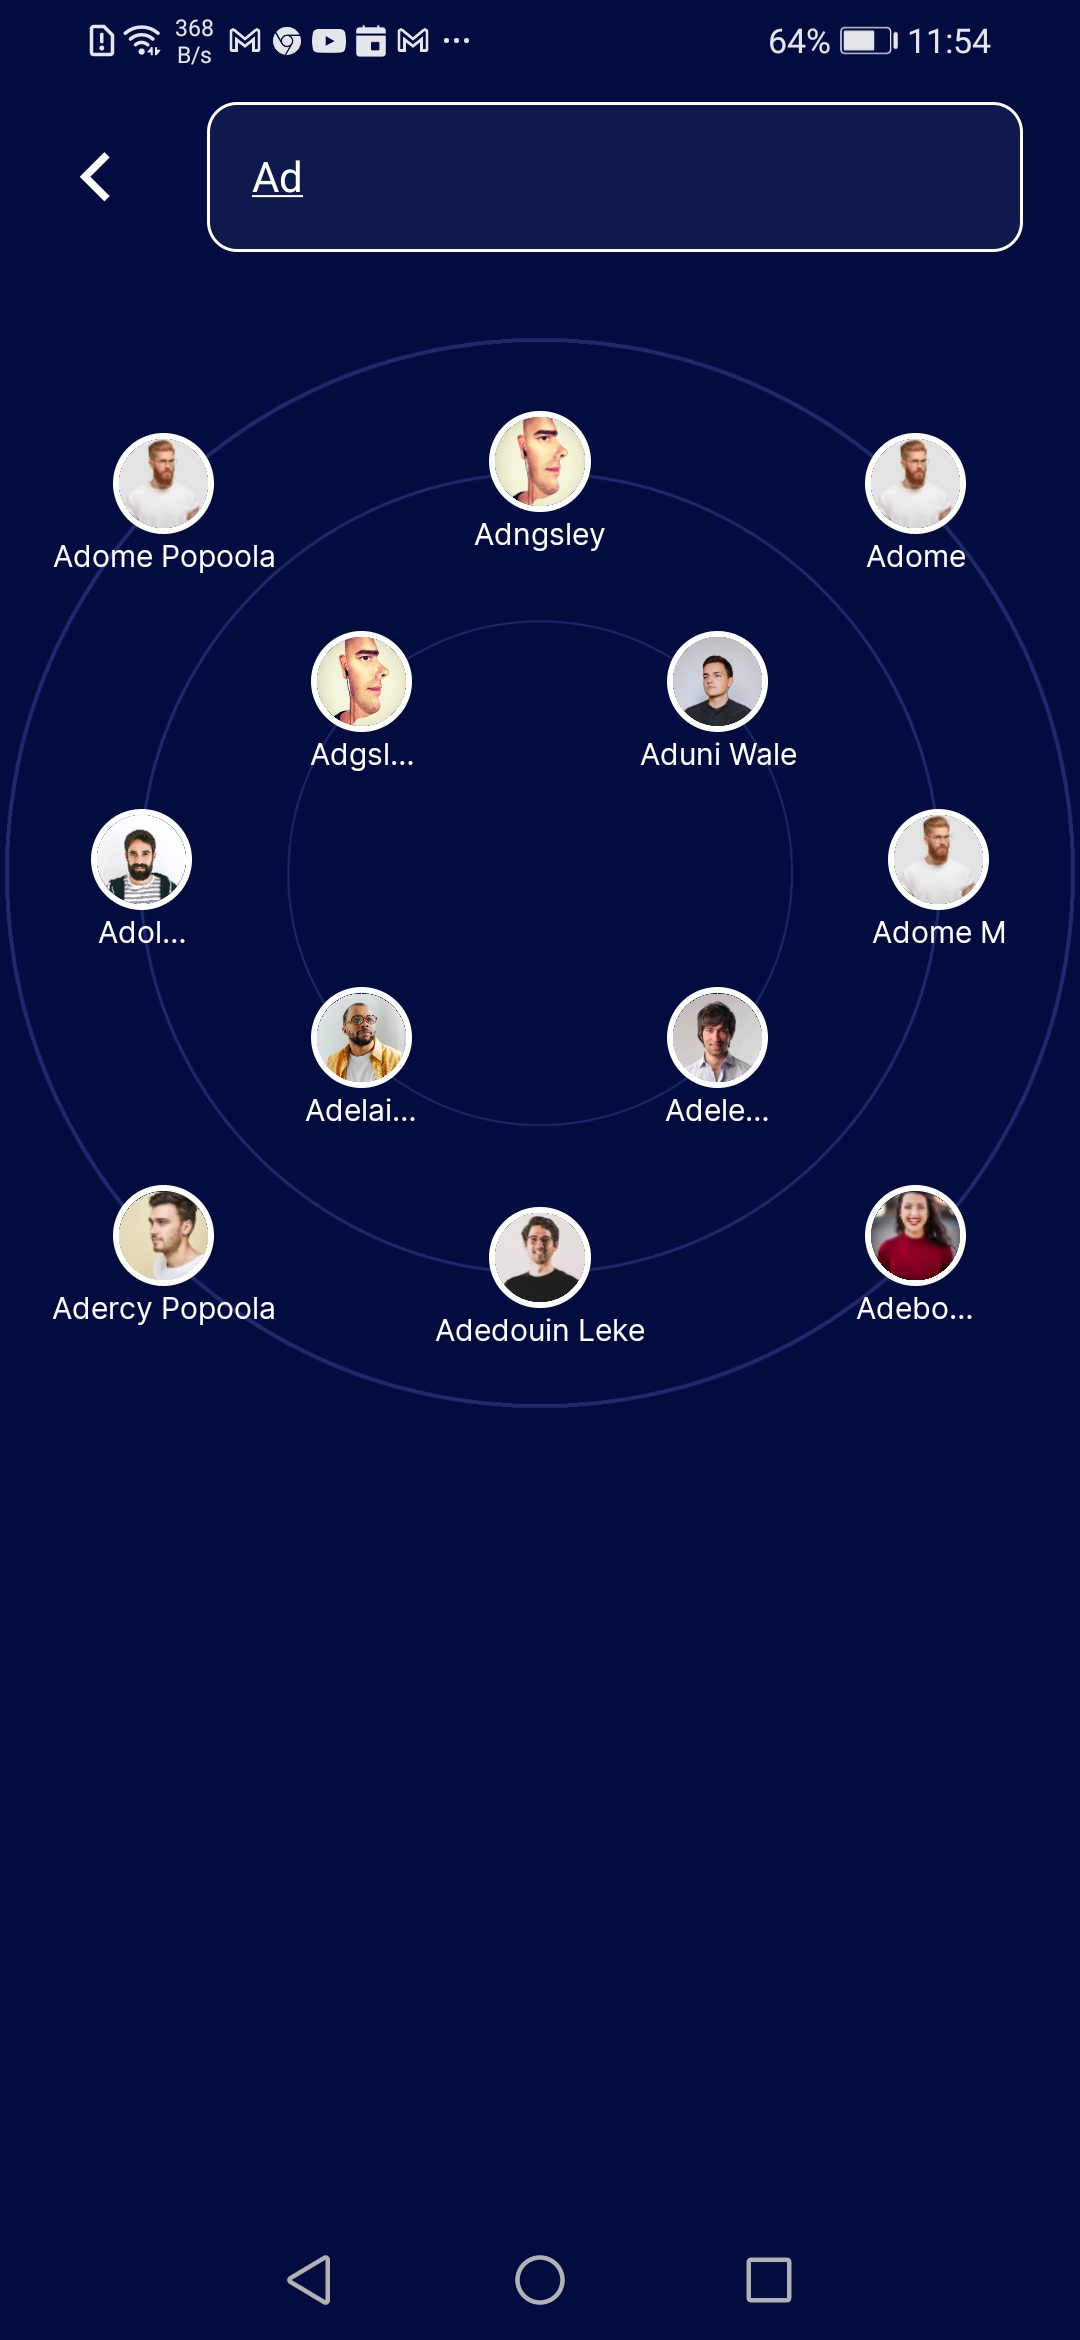 368
B/s
64%
11:54
Ad
Adome Popoola
Adngsley
Adome
Adgsl...
Aduni Wale
Adol...
Adome M
Adelai...
Adele...
Adercy Popoola
Adedouin Leke
Adebo...